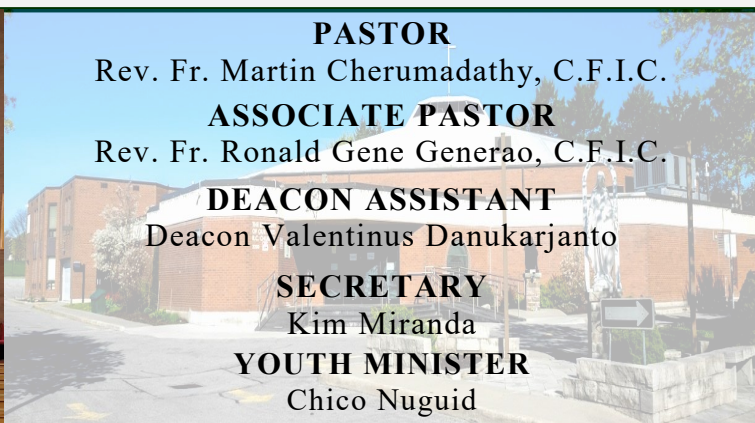 PASTOR
Rev. Fr. Martin Cherumadathy, C.F.I.C.
ASSOCIATE PASTOR
Rev. Fr. Ronald Gene Generao, C.F.I.C.
DEACON ASSISTANT
Deacon Valentinus Danukarjanto
SECRETARY
Kim Miranda
YOUTH MINISTER
Chico Nuguid